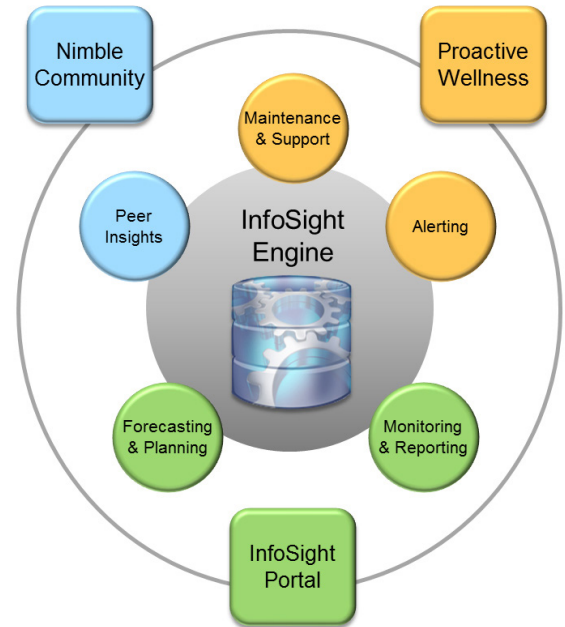 Nimble
Community
Proactive
Wellness
Maintenance
& Support
Peer
Insights
InfoSight
Engine
Alerting
Forecasting
& Planning
Monitoring
& Reporting
InfoSight
Portal